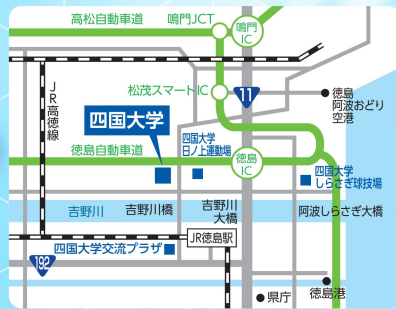 高松自動車道
鳴門JCT
鳴門
IC
松茂スマートIC
11
徳島
阿波おどり
空港
JR高徳線
四国大学
四国大学
日ノ上運動場
徳島自動車道
徳島
IC
四国大学
しらさぎ球技場
吉野川
吉野川橋
吉野川
大橋
阿波しらさぎ大橋
JR徳島駅
四国大学交流プラザ
192
県庁
徳島港